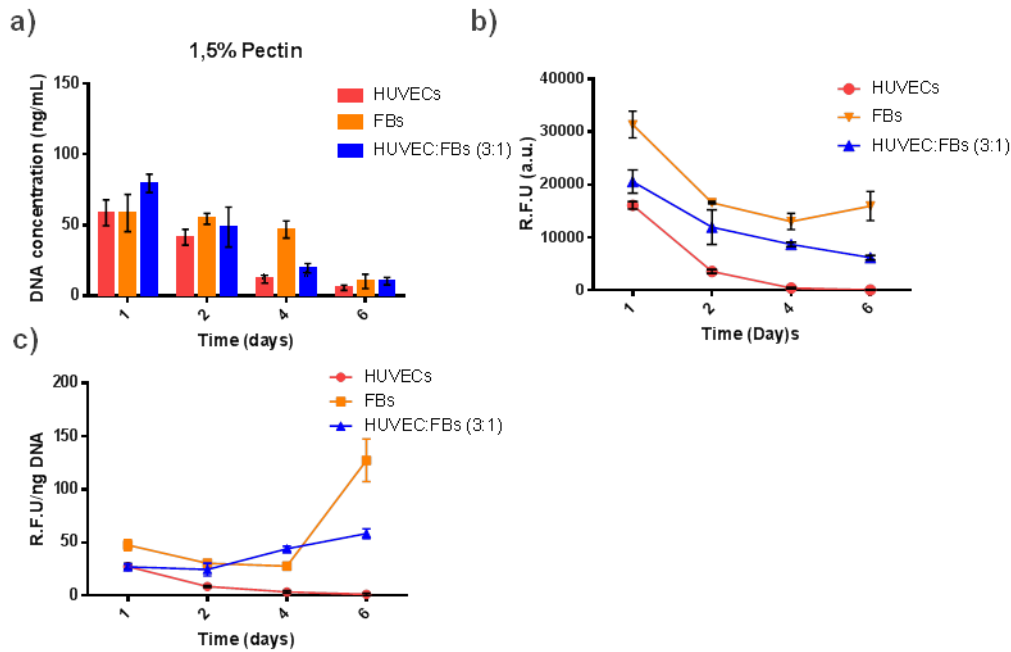 a)
1,5% Pectin
DNA concentration (ng/mL)
150
100
50
0
HUVECs
FBs
HUVEC:FBs (3:1)
1
2
4
6
Time (days)
b)
R.F.U (a.u.)
40000
30000
20000
10000
0
HUVECs
FBs
HUVEC:FBs (3:1)
1
2
4
6
Time (Day)s
c)
R.F.U/ng DNA
200
150
100
50
0
HUVECs
FBs
HUVEC:FBs (3:1)
1
2
4
6
Time (days)